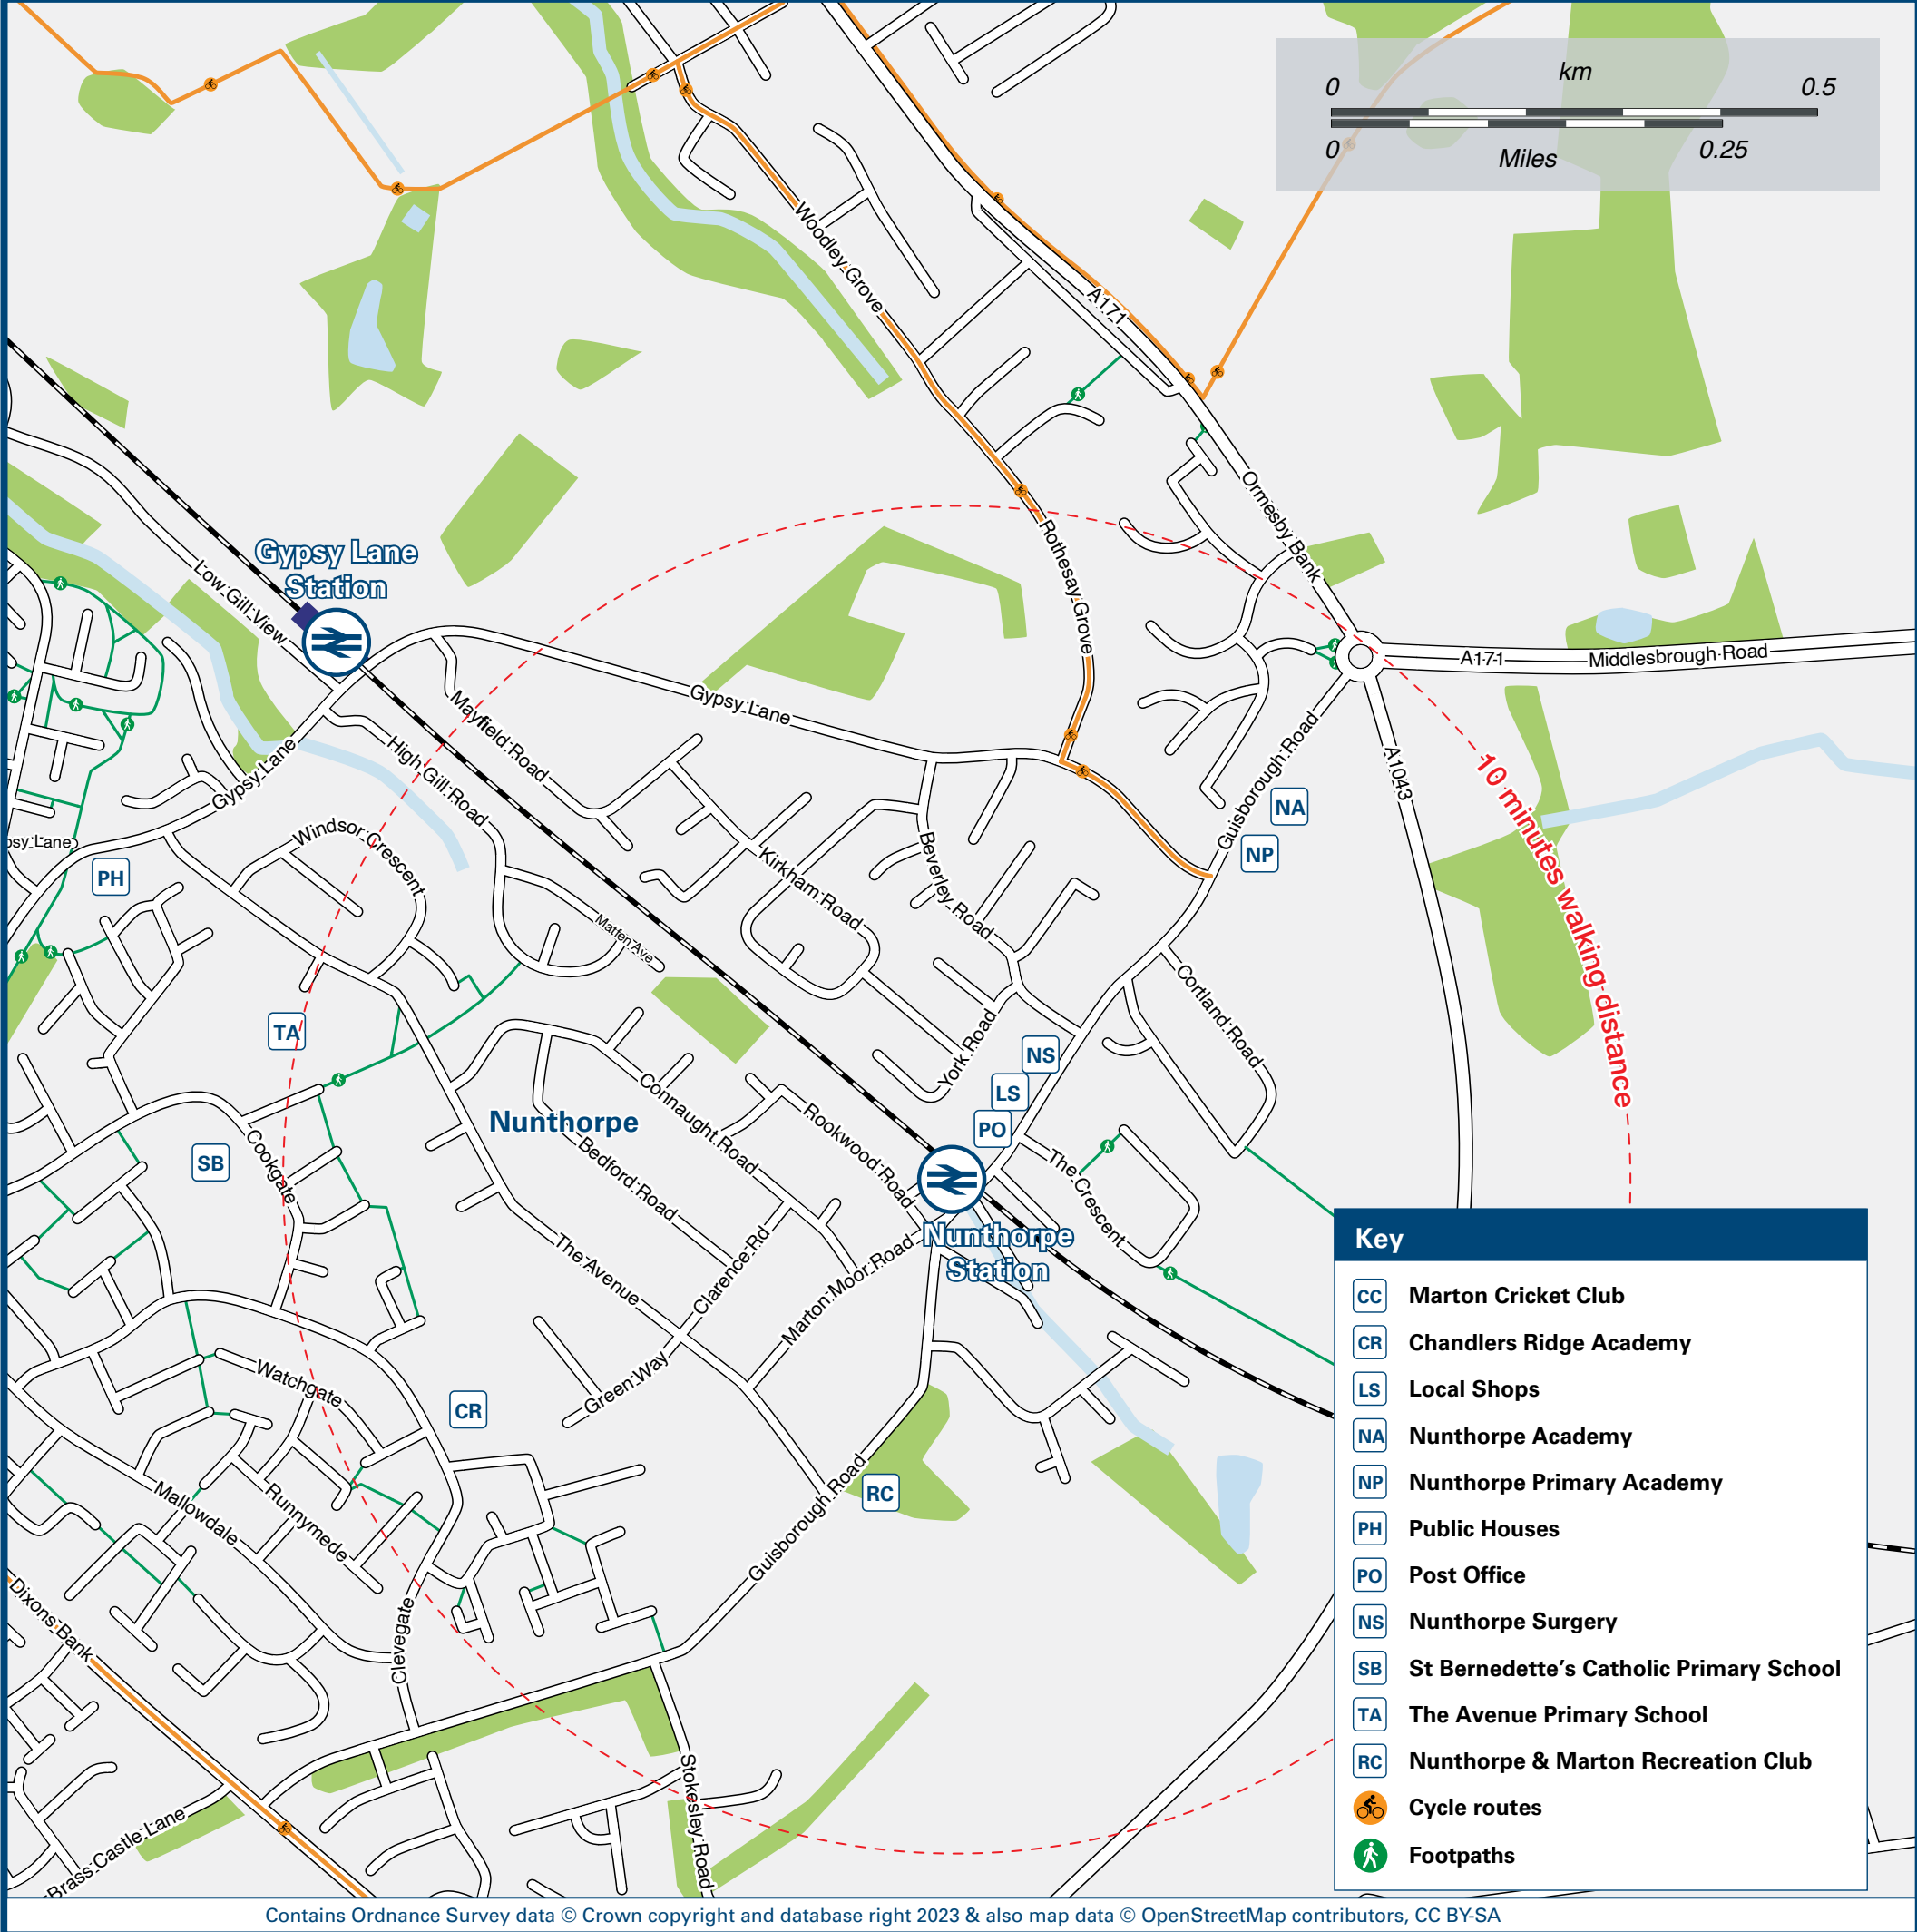 km
0
0.5
0
Miles
0.25
Woodley Grove
A171
Ormesby Bank
Gypsy Lane
Station
Low Gill View
Rothesay Grove
A171
Middlesbrough Road
Gypsy Lane
Mayfield Road
High Gill Road
Gypsy Lane
Guisborough Road
A1043
10 minutes walking distance
NA
NP
Windsor Crescent
psy Lane
PH
Kirkham Road
Beverley Road
Matfen Ave
Cortland Road
TA
York Road
NS
LS
PO
Connaught Road
Rookwood Road
Nunthorpe
Cookgate
SB
Bedford Road
The Crescent
Nunthorpe
Station
The Avenue
Clarence Rd
Marton Moor Road
Watchgate
Green Way
CR
RC
Mallowdale
Runnymede
Guisborough Road
Dixons Bank
Clevegate
Stokesley Road
Brass Castle Lane
Key
CC Marton Cricket Club
CR Chandlers Ridge Academy
LS Local Shops
NA Nunthorpe Academy
NP Nunthorpe Primary Academy
PH Public Houses
PO Post Office
NS Nunthorpe Surgery
SB St Bernedette’s Catholic Primary School
TA The Avenue Primary School
RC Nunthorpe & Marton Recreation Club
Cycle routes
Footpaths
Contains Ordnance Survey data © Crown copyright and database right 2023 & also map data © OpenStreetMap contributors, CC BY-SA